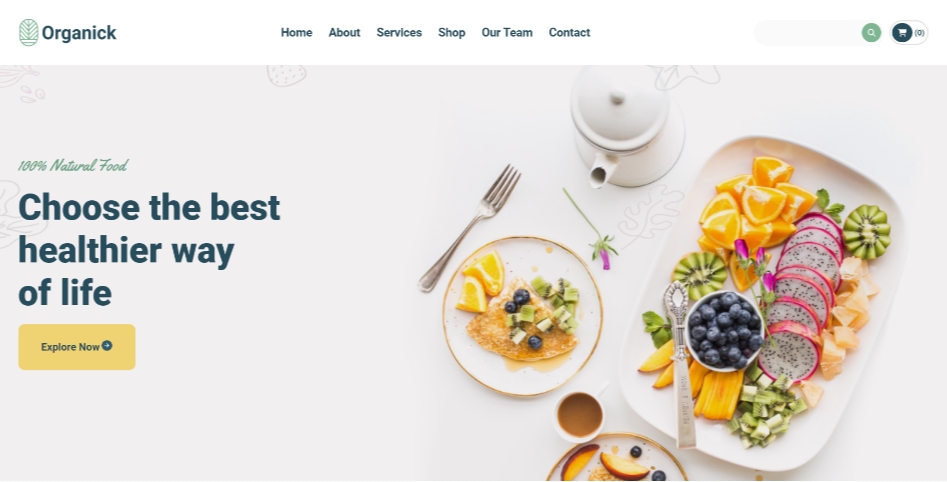 Organick
Home About Services Shop Our Team Contact
(0)
100% Natural Food
Choose the best
healthier way
of life
Explore Now